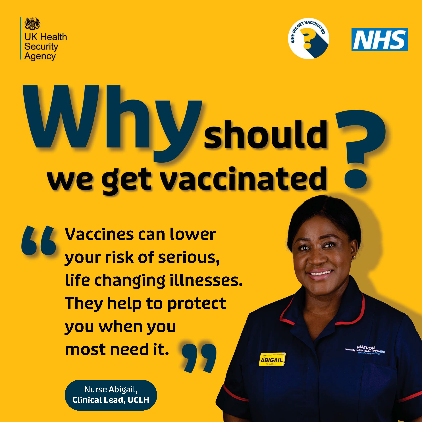 UK Health
Security
Agency
NHS
Why should
we get vaccinated ?
“ Vaccines can lower
your risk of serious,
life changing illnesses.
They help to protect
you when you
most need it. ”
ABIGAIL
Nurse Abigail,
Clinical Lead, UCLH